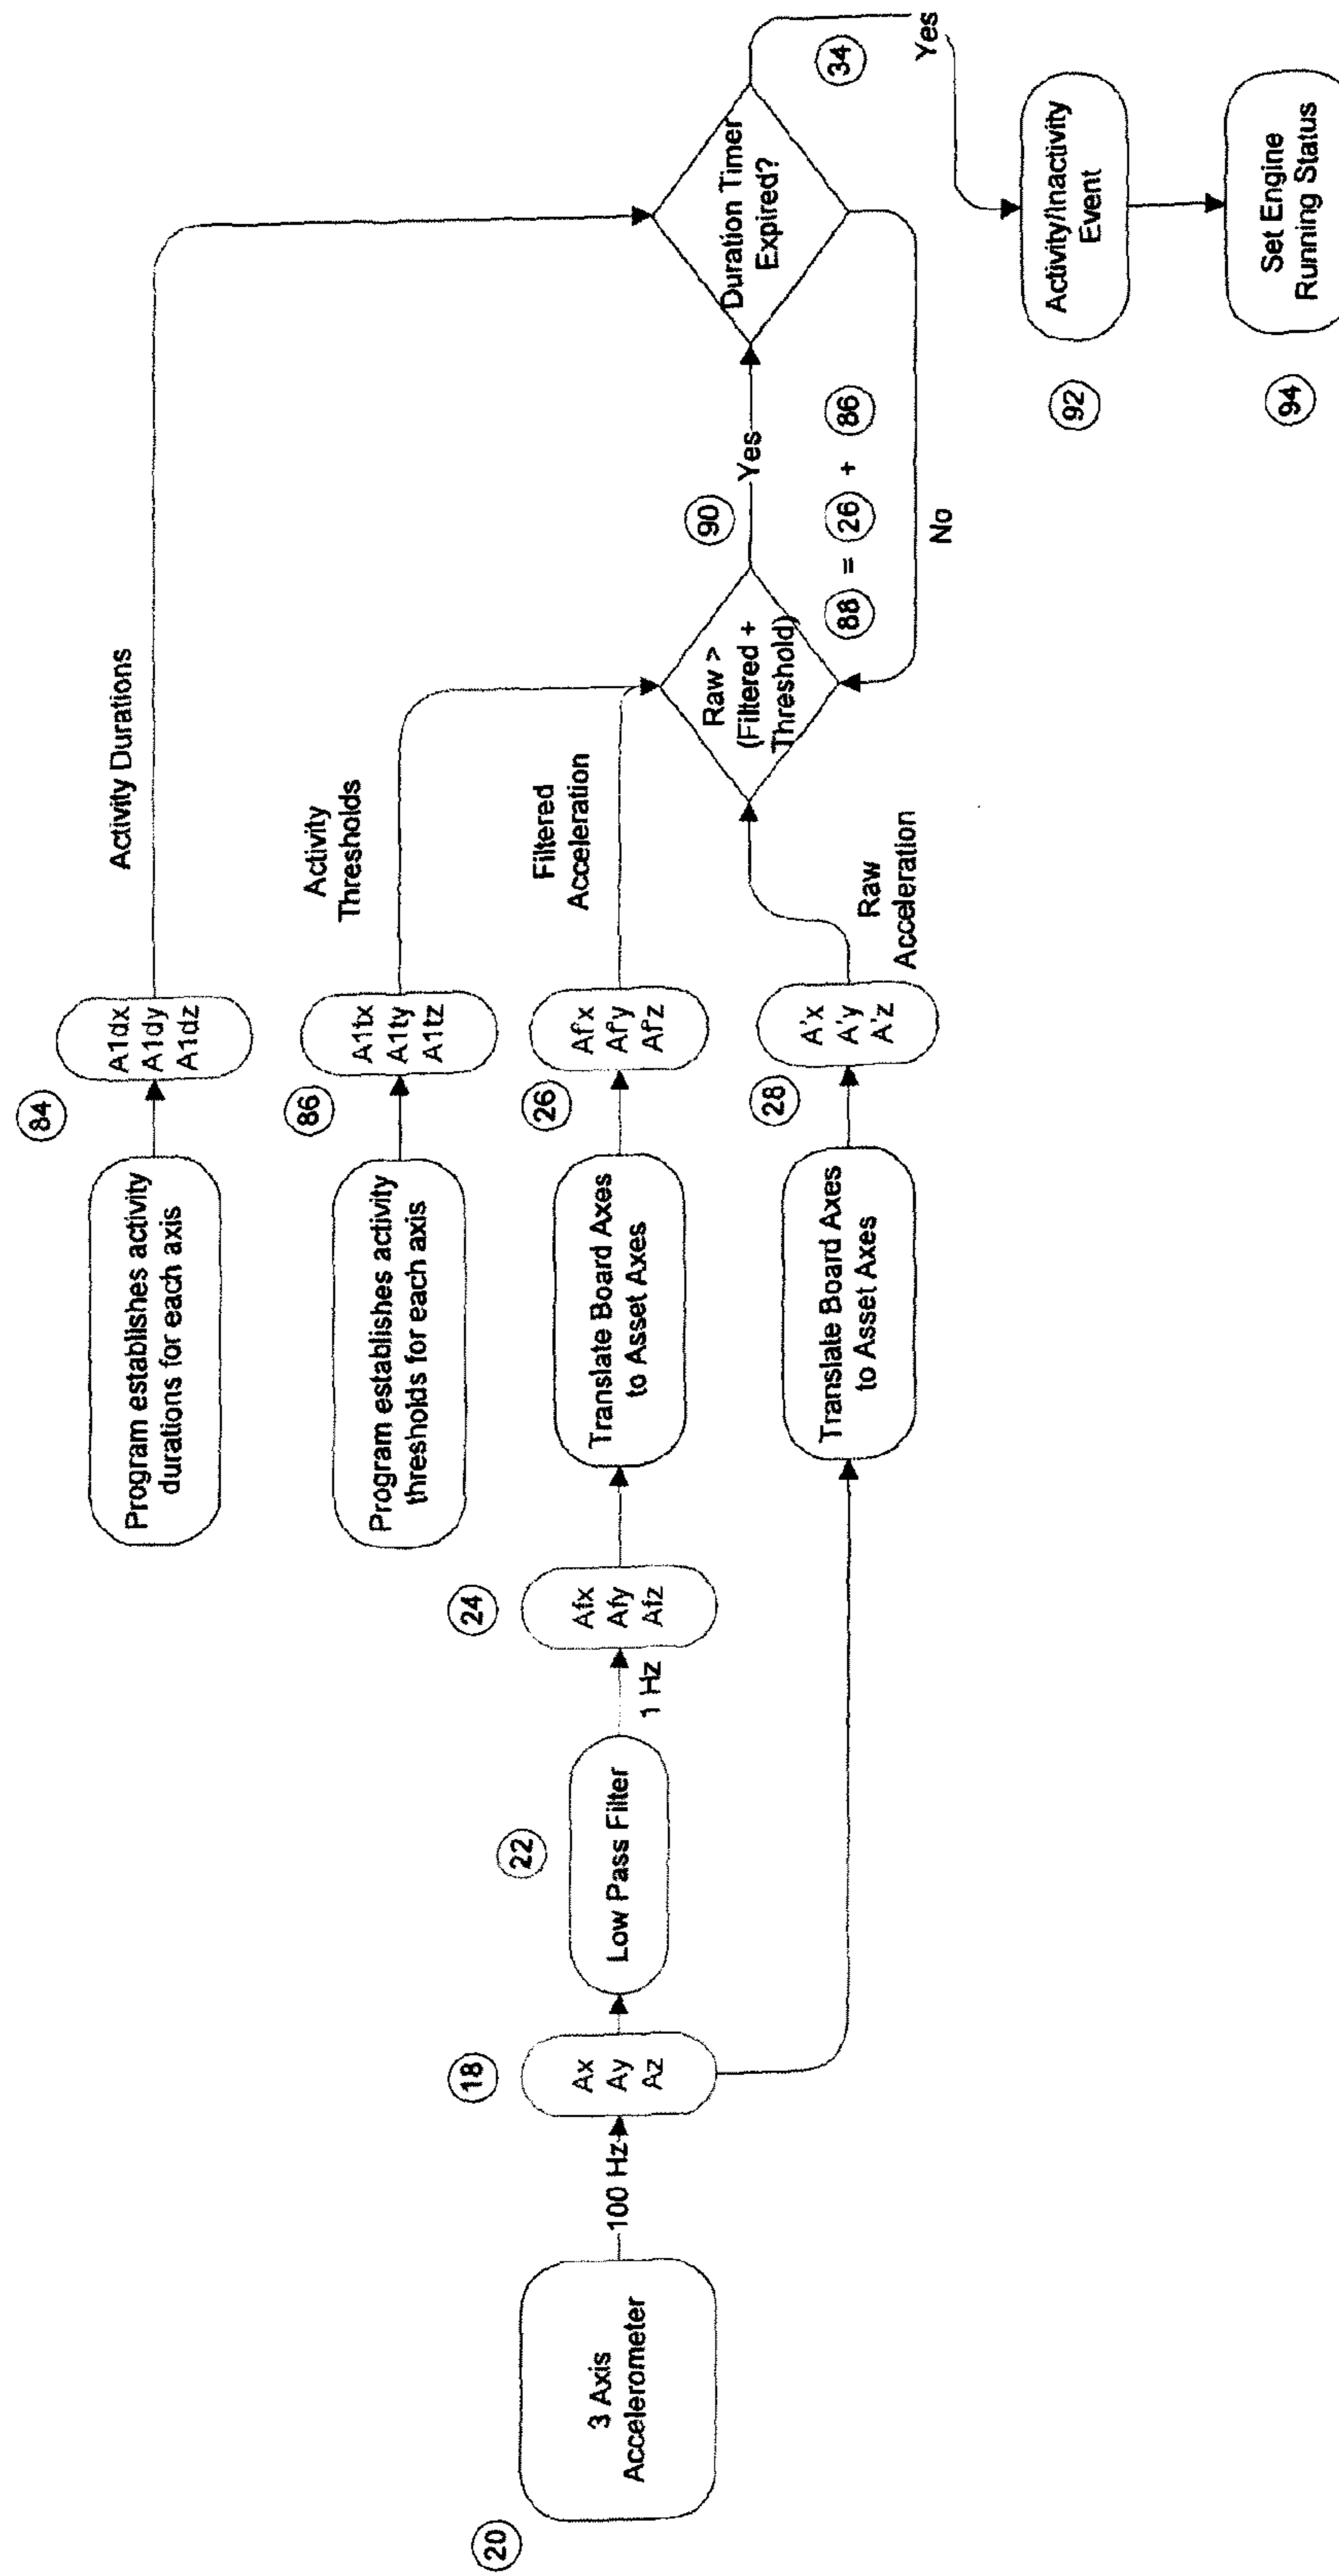 84
Program establishes activity
durations for each axis
A1dx
A1dy
A1dz
Activity Durations
86
Program establishes activity
thresholds for each axis
A1tx
A1ty
A1tz
Activity
Thresholds
20
3 Axis
Accelerometer
100 Hz
18
Ax
Ay
Az
22
Low Pass Filter
1 Hz
24
Afx
Afy
Afz
Translate Board Axes
to Asset Axes
26
Af'x
Af'y
Af'z
Filtered
Acceleration
Translate Board Axes
to Asset Axes
28
A'x
A'y
A'z
Raw
Acceleration
Raw >
(Filtered +
Threshold)
90
Yes
88 = 26 + 86
No
Duration Timer
Expired?
34
Yes
92
Activity/Inactivity
Event
94
Set Engine
Running Status